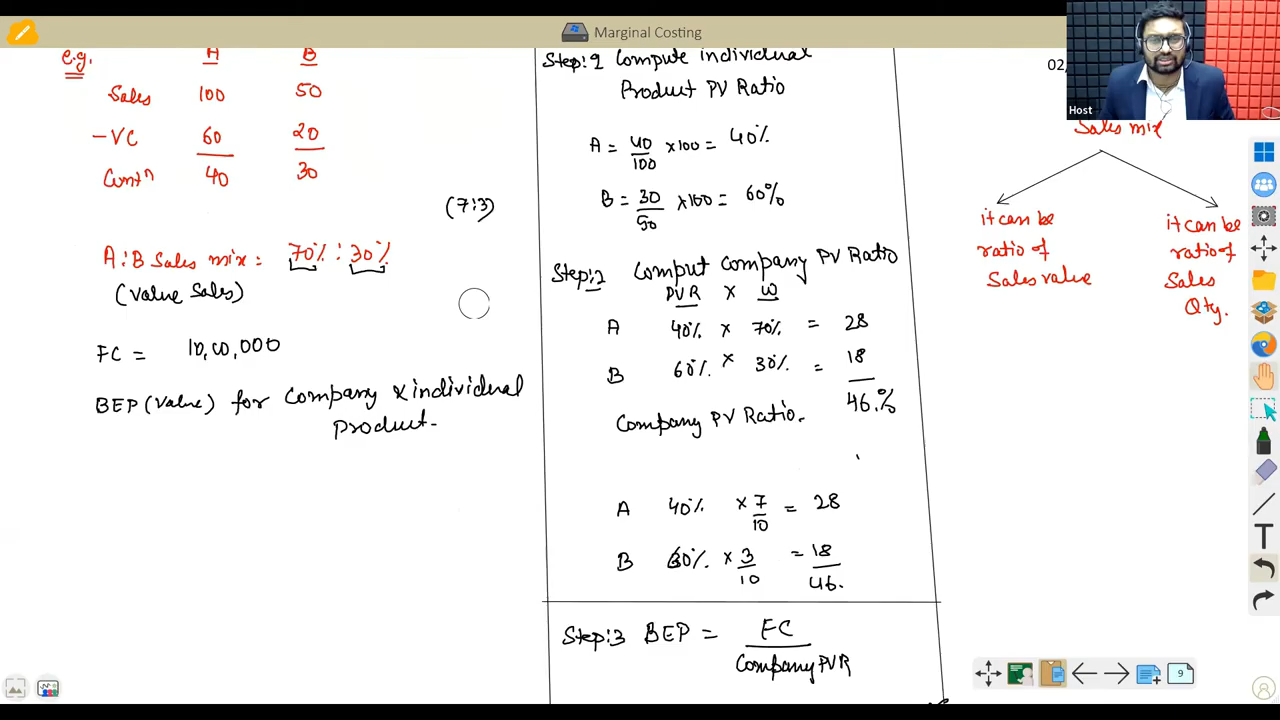 Marginal Costing
Host
e.g. A B
Sales 100 50
-VC 60 20
Contn 40 30
(7:3)
A:B Sales mix = 70% : 30%
(Value Sales)
FC = 10,00,000
BEP (Value) for Company & individual
Product.
Step:1 Compute individual
Product PV Ratio
A = 40/100 x100 = 40%
B = 30/50 x100 = 60%
Step:2 Comput Company PV Ratio
PVR x W
A 40% x 70% = 28
B 60% x 30% = 18
46.%
Company PV Ratio.
A 40% x 7/10 = 28
B 60% x 3/10 = 18
46.
Step:3 BEP = FC/Company PVR
02/
Sales mix
it can be
ratio of
Sales value
it can be
ratio of
Sales
Qty.
9